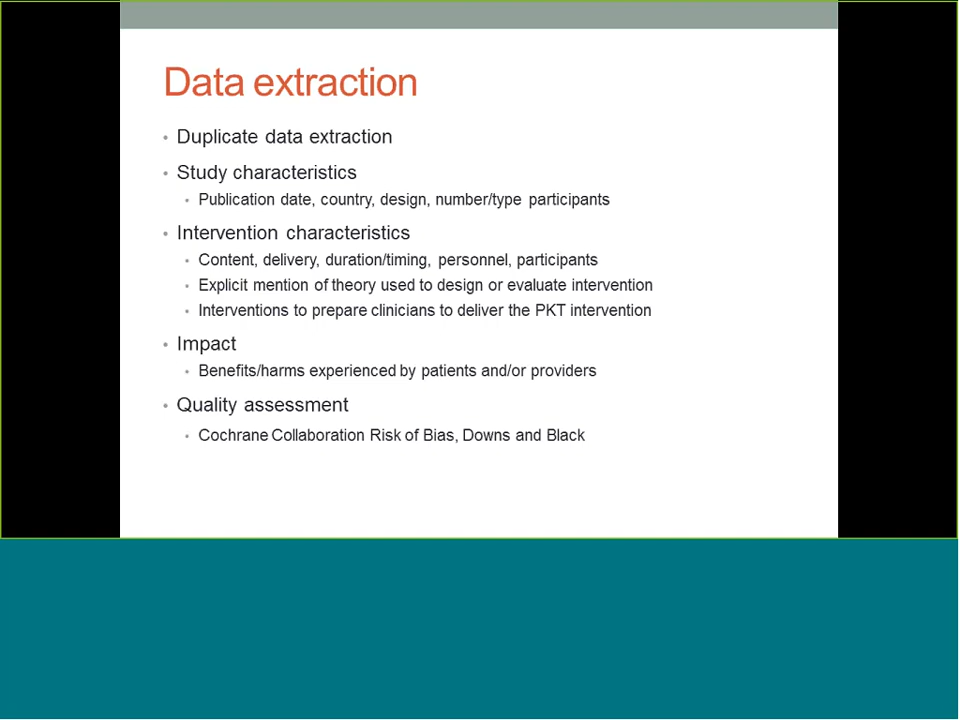 Data extraction
• Duplicate data extraction
• Study characteristics
• Publication date, country, design, number/type participants
• Intervention characteristics
• Content, delivery, duration/timing, personnel, participants
• Explicit mention of theory used to design or evaluate intervention
• Interventions to prepare clinicians to deliver the PKT intervention
• Impact
• Benefits/harms experienced by patients and/or providers
• Quality assessment
• Cochrane Collaboration Risk of Bias, Downs and Black